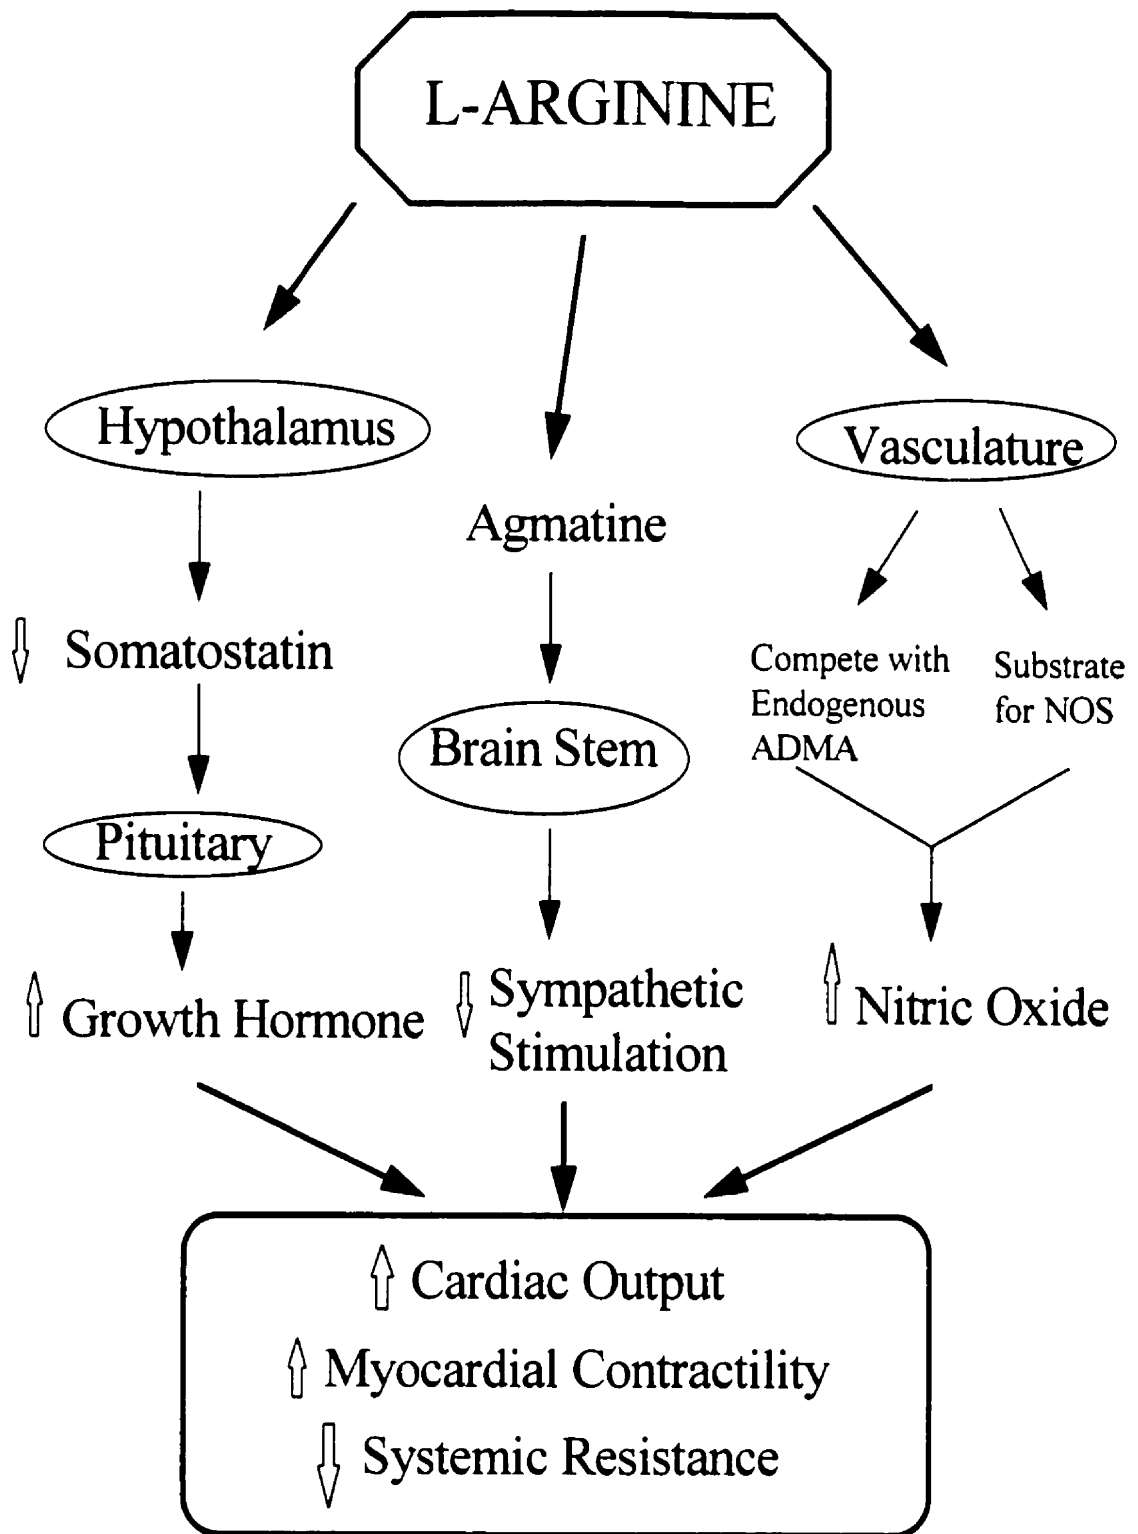 L-ARGININE
Hypothalamus
Somatostatin
Pituitary
Growth Hormone
Agmatine
Brain Stem
Sympathetic
Stimulation
Vasculature
Compete with
Endogenous
ADMA
Substrate
for NOS
Nitric Oxide
Cardiac Output
Myocardial Contractility
Systemic Resistance